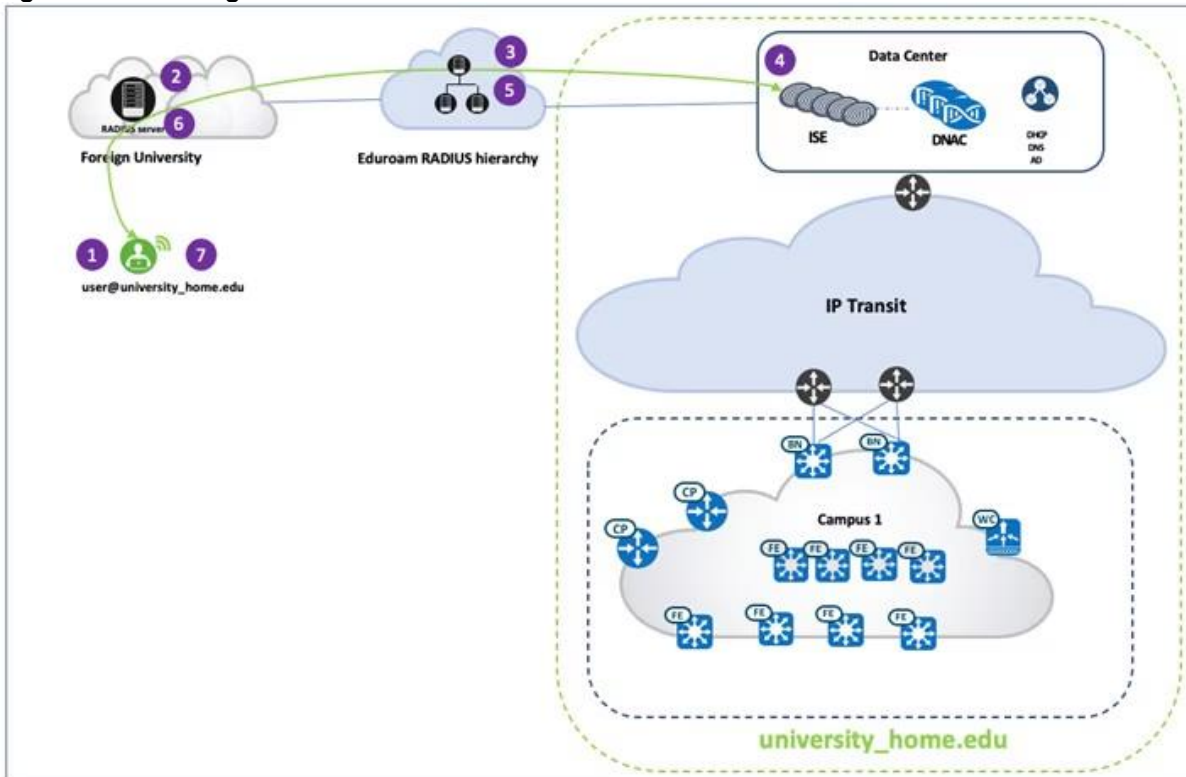 3
4
Data Center
2
5
RADIUS server
6
ISE
DNAC
DHCP
DNS
AD
Foreign University
Eduroam RADIUS hierarchy
1
7
user@university_home.edu
IP Transit
BN
BN
CP
CP
Campus 1
WC
FE
FE
FE
FE
FE
FE
FE
FE
university_home.edu